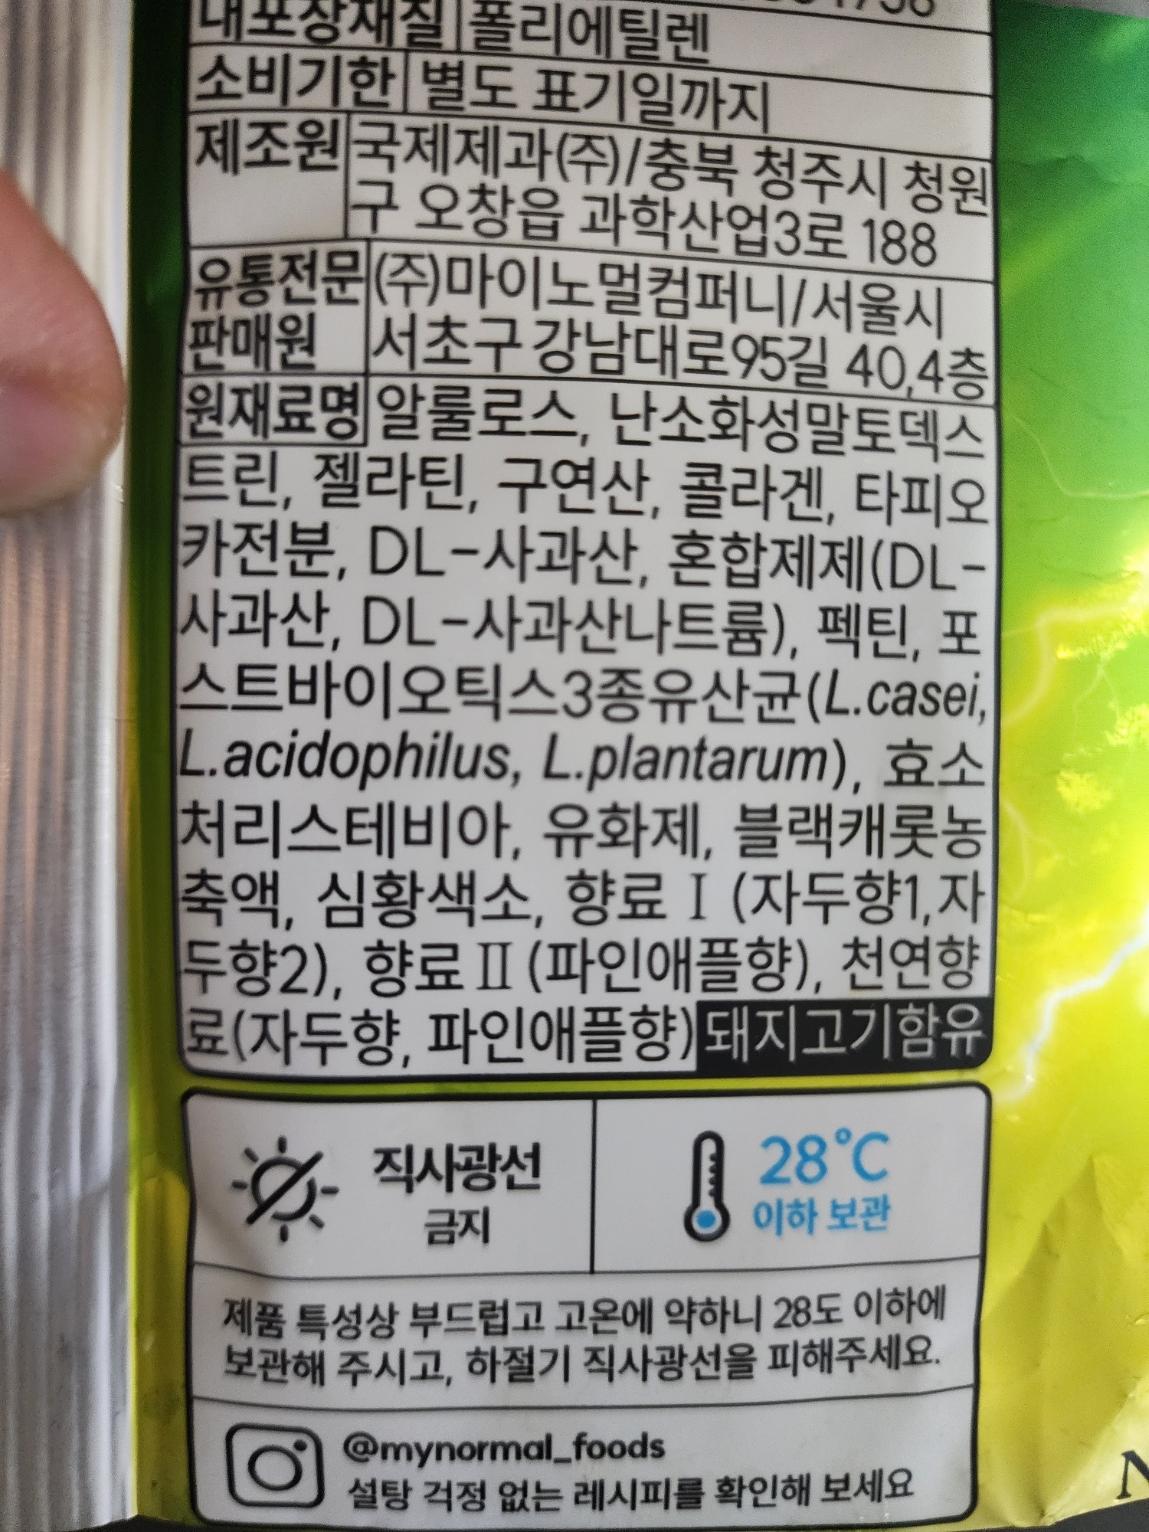 내포장재질 폴리에틸렌
소비기한 별도 표기일까지
제조원 국제제과(주)/충북 청주시 청원
구 오창읍 과학산업3로 188
유통전문 (주)마이노멀컴퍼니/서울시
판매원 서초구 강남대로95길 40,4층
원재료명 알룰로스, 난소화성말토덱스
트린, 젤라틴, 구연산, 콜라겐, 타피오
카전분, DL-사과산, 혼합제제(DL-
사과산, DL-사과산나트륨), 펙틴, 포
스트바이오틱스3종유산균(L.casei,
L.acidophilus, L.plantarum), 효소
처리스테비아, 유화제, 블랙캐롯농
축액, 심황색소, 향료Ⅰ(자두향1,자
두향2), 향료Ⅱ(파인애플향), 천연향
료(자두향, 파인애플향) 돼지고기함유
직사광선
금지
28℃
이하 보관
제품 특성상 부드럽고 고온에 약하니 28도 이하에
보관해 주시고, 하절기 직사광선을 피해주세요.
@mynormal_foods
설탕 걱정 없는 레시피를 확인해 보세요